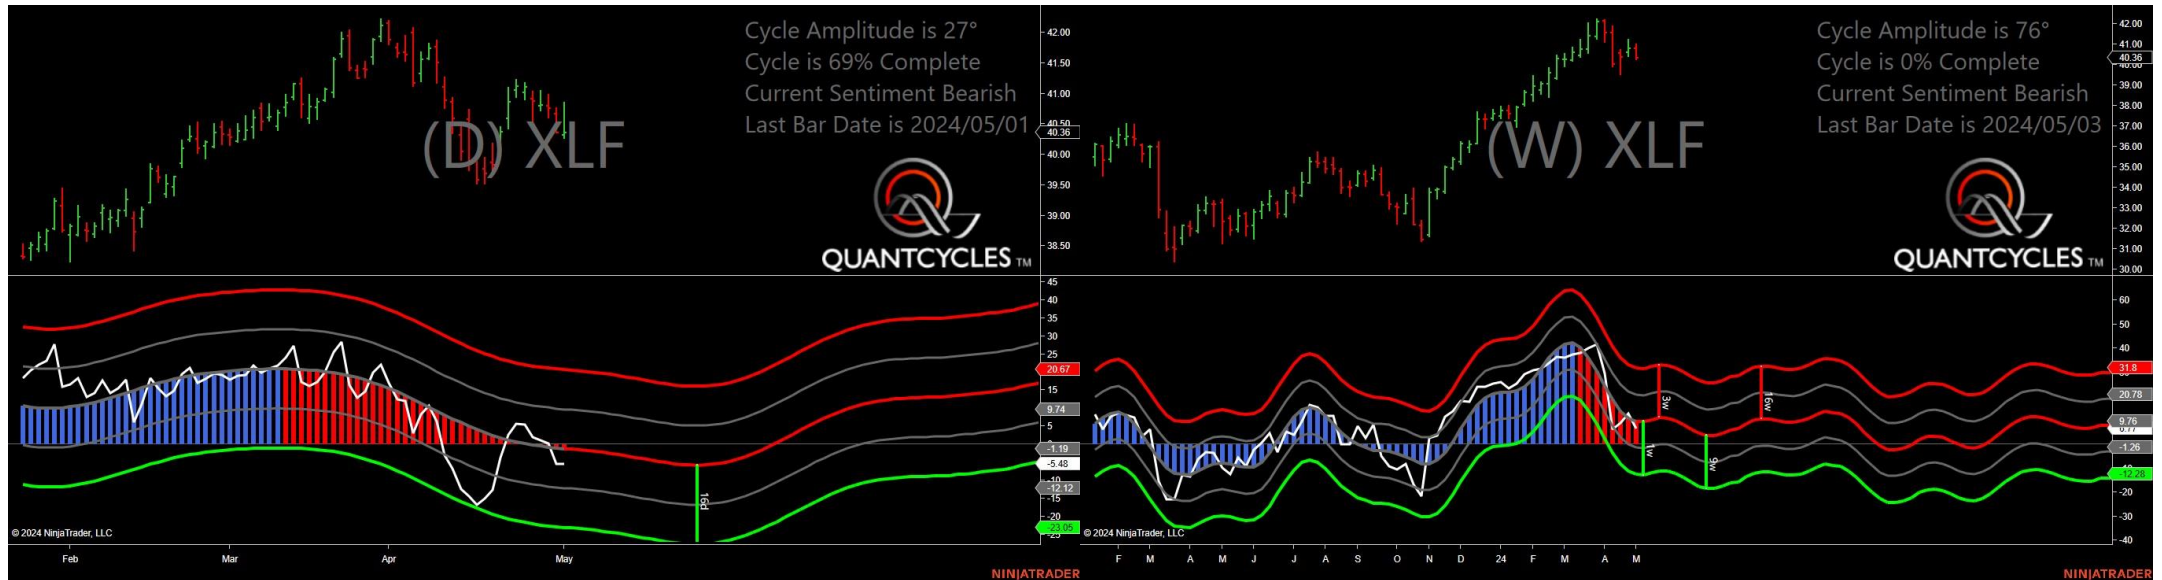 Cycle Amplitude is 27°
Cycle is 69% Complete
Current Sentiment Bearish
Last Bar Date is 2024/05/01
(D) XLF
QUANTCYCLES TM
42.00
41.50
41.00
40.50
40.36
40.00
39.50
39.00
38.50
45
40
35
30
25
20.67
15
9.74
5
-1.19
-5.48
-10
-12.12
-15
-20
-23.05
-25
16d
© 2024 NinjaTrader, LLC
Feb Mar Apr May
NINJATRADER
Cycle Amplitude is 76°
Cycle is 0% Complete
Current Sentiment Bearish
Last Bar Date is 2024/05/03
(W) XLF
QUANTCYCLES TM
42.00
41.00
40.36
40.00
39.00
38.00
37.00
36.00
35.00
34.00
33.00
32.00
31.00
30.00
60
50
40
31.8
20.78
9.76
-1.26
-12.28
-20
-30
-40
1w
3w
9w
16w
© 2024 NinjaTrader, LLC
F M A M J J A S O N D 24 F M A M
NINJATRADER